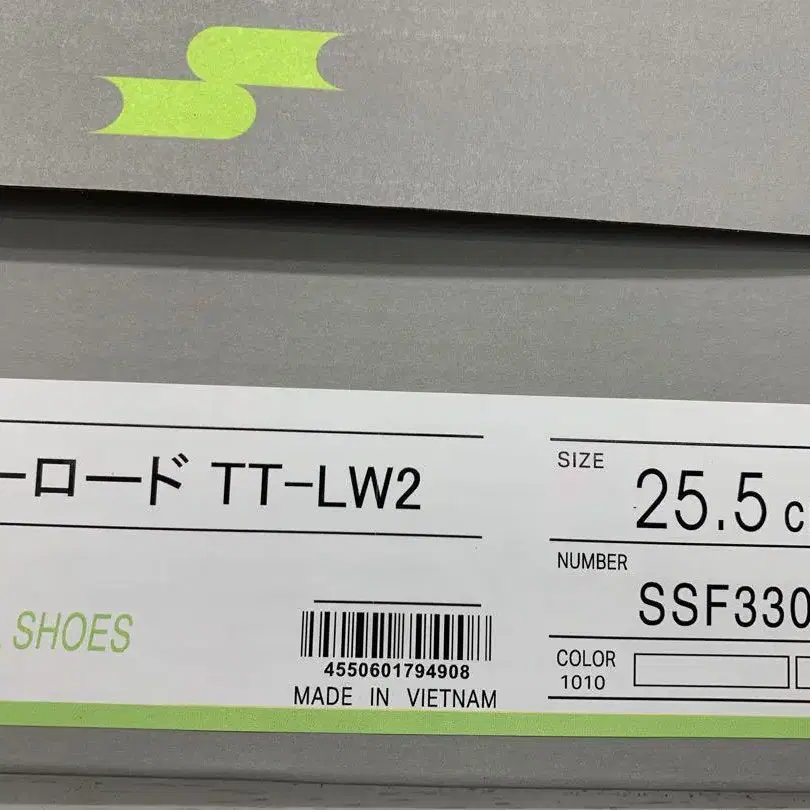 ーロード TT-LW2
SHOES
4550601794908
MADE IN VIETNAM
SIZE
25.5 c
NUMBER
SSF330
COLOR
1010